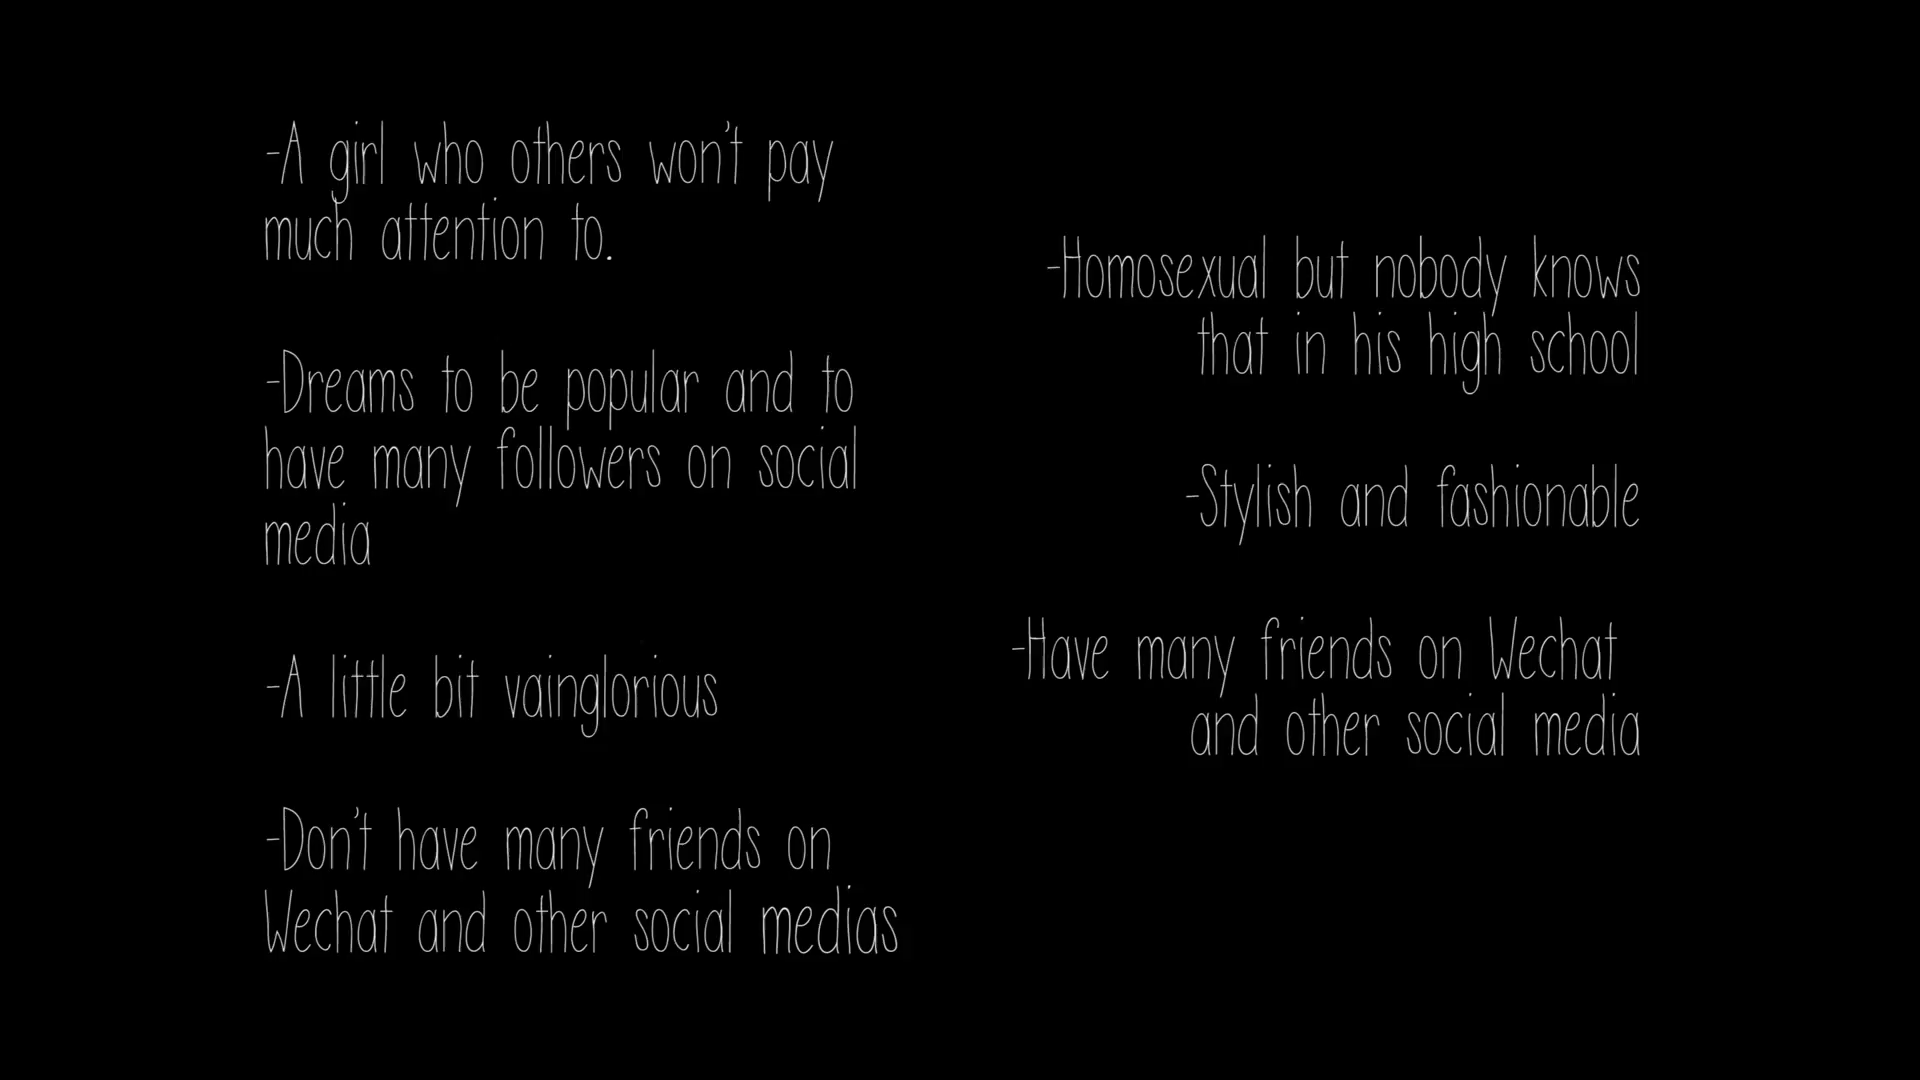 -A girl who others won't pay
much attention to.
-Dreams to be popular and to
have many followers on social
media
-A little bit vainglorious
-Don't have many friends on
Wechat and other social medias
-Homosexual but nobody knows
that in his high school
-Stylish and fashionable
-Have many friends on Wechat
and other social media